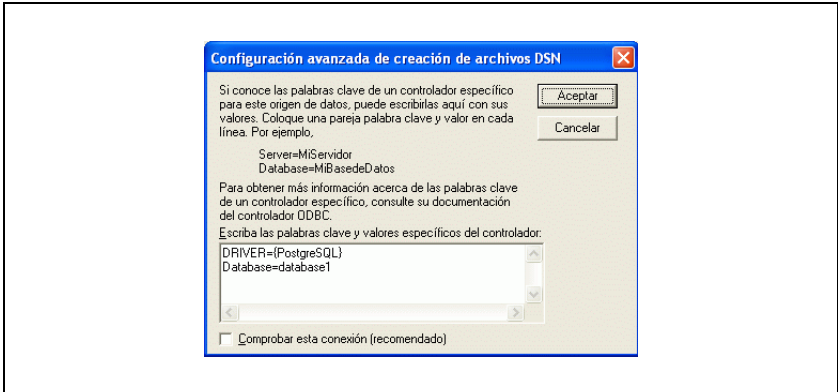 Configuración avanzada de creación de archivos DSN
Si conoce las palabras clave de un controlador específico
para este origen de datos, puede escribirlas aquí con sus
valores. Coloque una pareja palabra clave y valor en cada
línea. Por ejemplo,
Server=MiServidor
Database=MiBasedeDatos
Para obtener más información acerca de las palabras clave
de un controlador específico, consulte su documentación
del controlador ODBC.
Escriba las palabras clave y valores específicos del controlador:
DRIVER={PostgreSQL}
Database=database1
Comprobar esta conexión (recomendado)
Aceptar
Cancelar